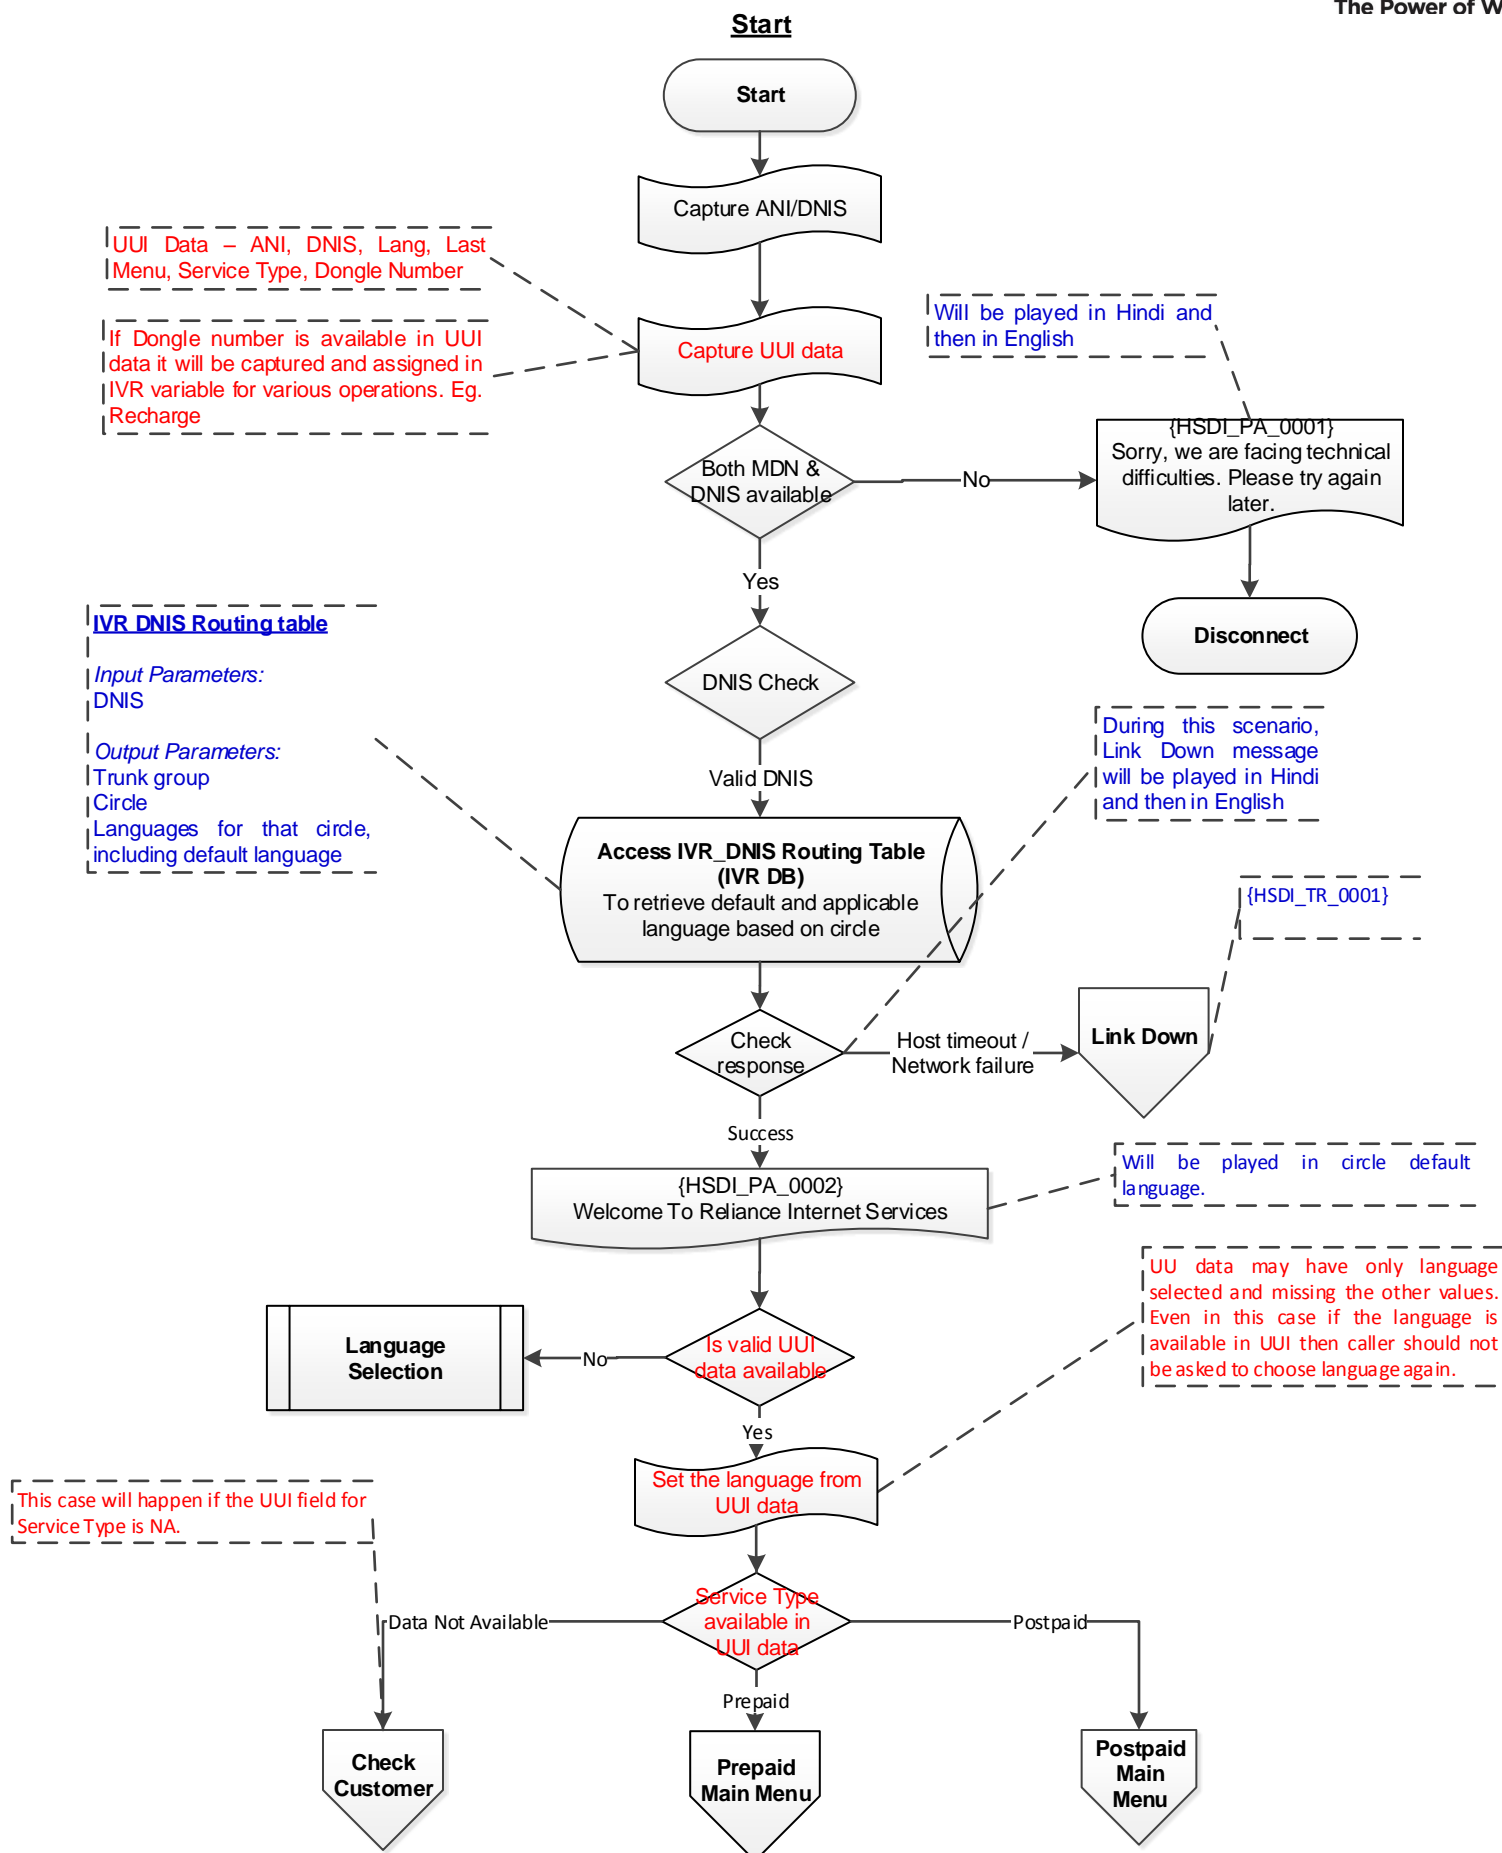 The Power of W
Start
Start
Capture ANI/DNIS
UUI Data – ANI, DNIS, Lang, Last
Menu, Service Type, Dongle Number
If Dongle number is available in UUI
data it will be captured and assigned in
IVR variable for various operations. Eg.
Recharge
Capture UUI data
Will be played in Hindi and
then in English
Both MDN &
DNIS available
No
{HSDI_PA_0001}
Sorry, we are facing technical
difficulties. Please try again
later.
Yes
Disconnect
IVR DNIS Routing table
Input Parameters:
DNIS
Output Parameters:
Trunk group
Circle
Languages for that circle,
including default language
DNIS Check
During this scenario,
Link Down message
will be played in Hindi
and then in English
Valid DNIS
Access IVR_DNIS Routing Table
(IVR DB)
To retrieve default and applicable
language based on circle
{HSDI_TR_0001}
Check
response
Host timeout /
Network failure
Link Down
Success
{HSDI_PA_0002}
Welcome To Reliance Internet Services
Will be played in circle default
language.
UU data may have only language
selected and missing the other values.
Even in this case if the language is
available in UUI then caller should not
be asked to choose language again.
Language
Selection
No
Is valid UUI
data available
Yes
Set the language from
UUI data
This case will happen if the UUI field for
Service Type is NA.
Service Type
available in
UUI data
Data Not Available
Postpaid
Prepaid
Check
Customer
Prepaid
Main Menu
Postpaid
Main
Menu